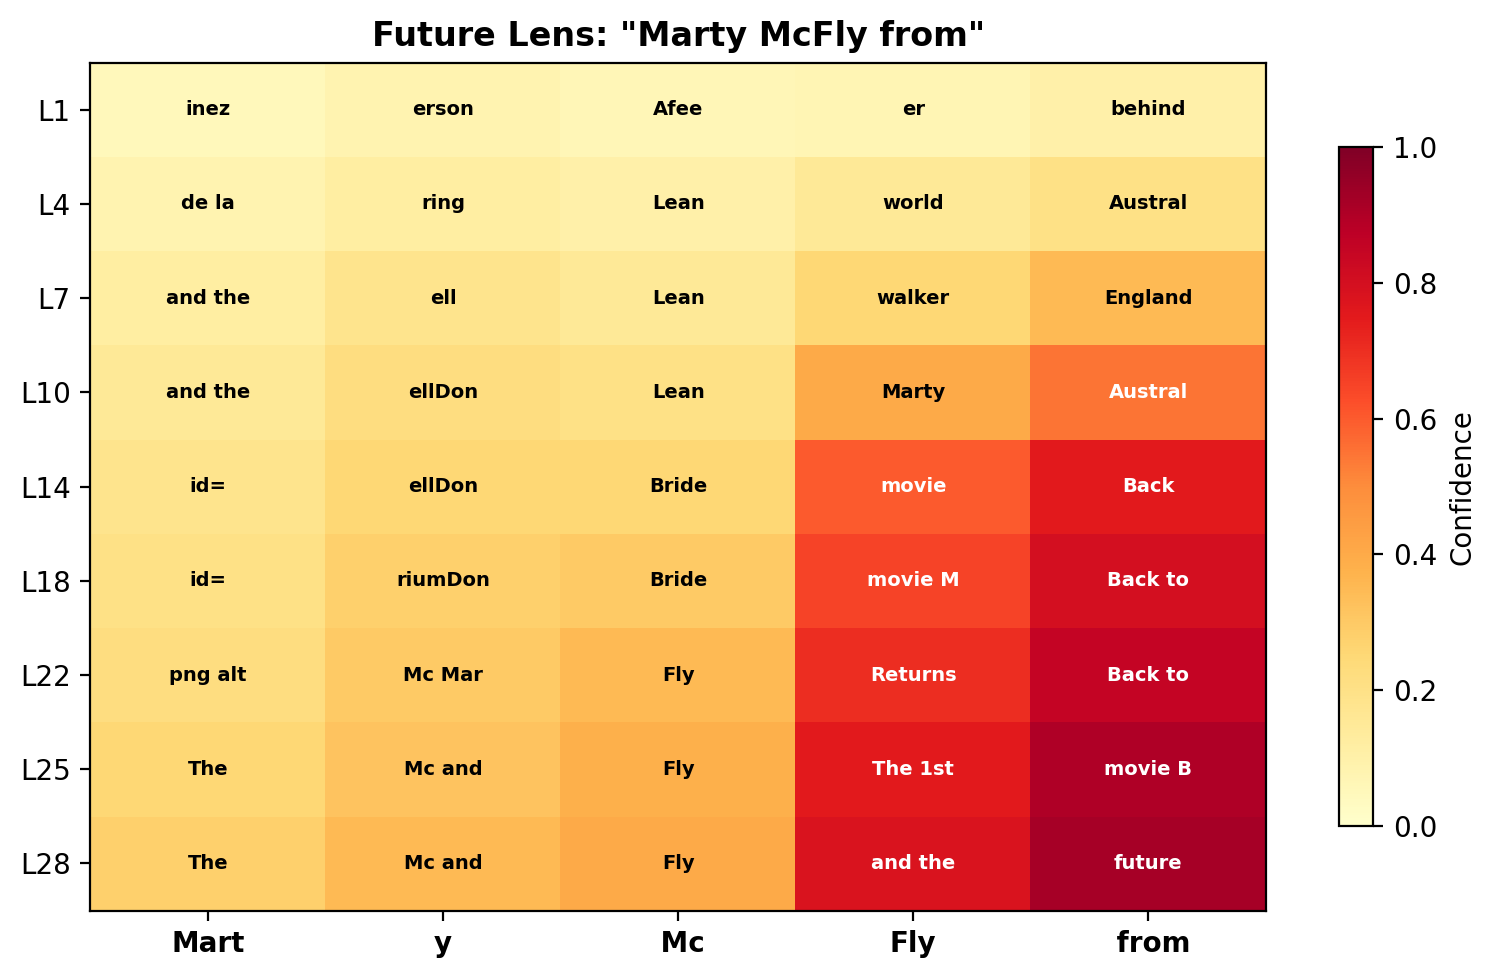 Future Lens: "Marty McFly from"
L1 inez erson Afee er behind
L4 de la ring Lean world Austral
L7 and the ell Lean walker England
L10 and the ellDon Lean Marty Austral
L14 id= ellDon Bride movie Back
L18 id= riumDon Bride movie M Back to
L22 png alt Mc Mar Fly Returns Back to
L25 The Mc and Fly The 1st movie B
L28 The Mc and Fly and the future
Mart y Mc Fly from
1.0
0.8
0.6
0.4
0.2
0.0
Confidence